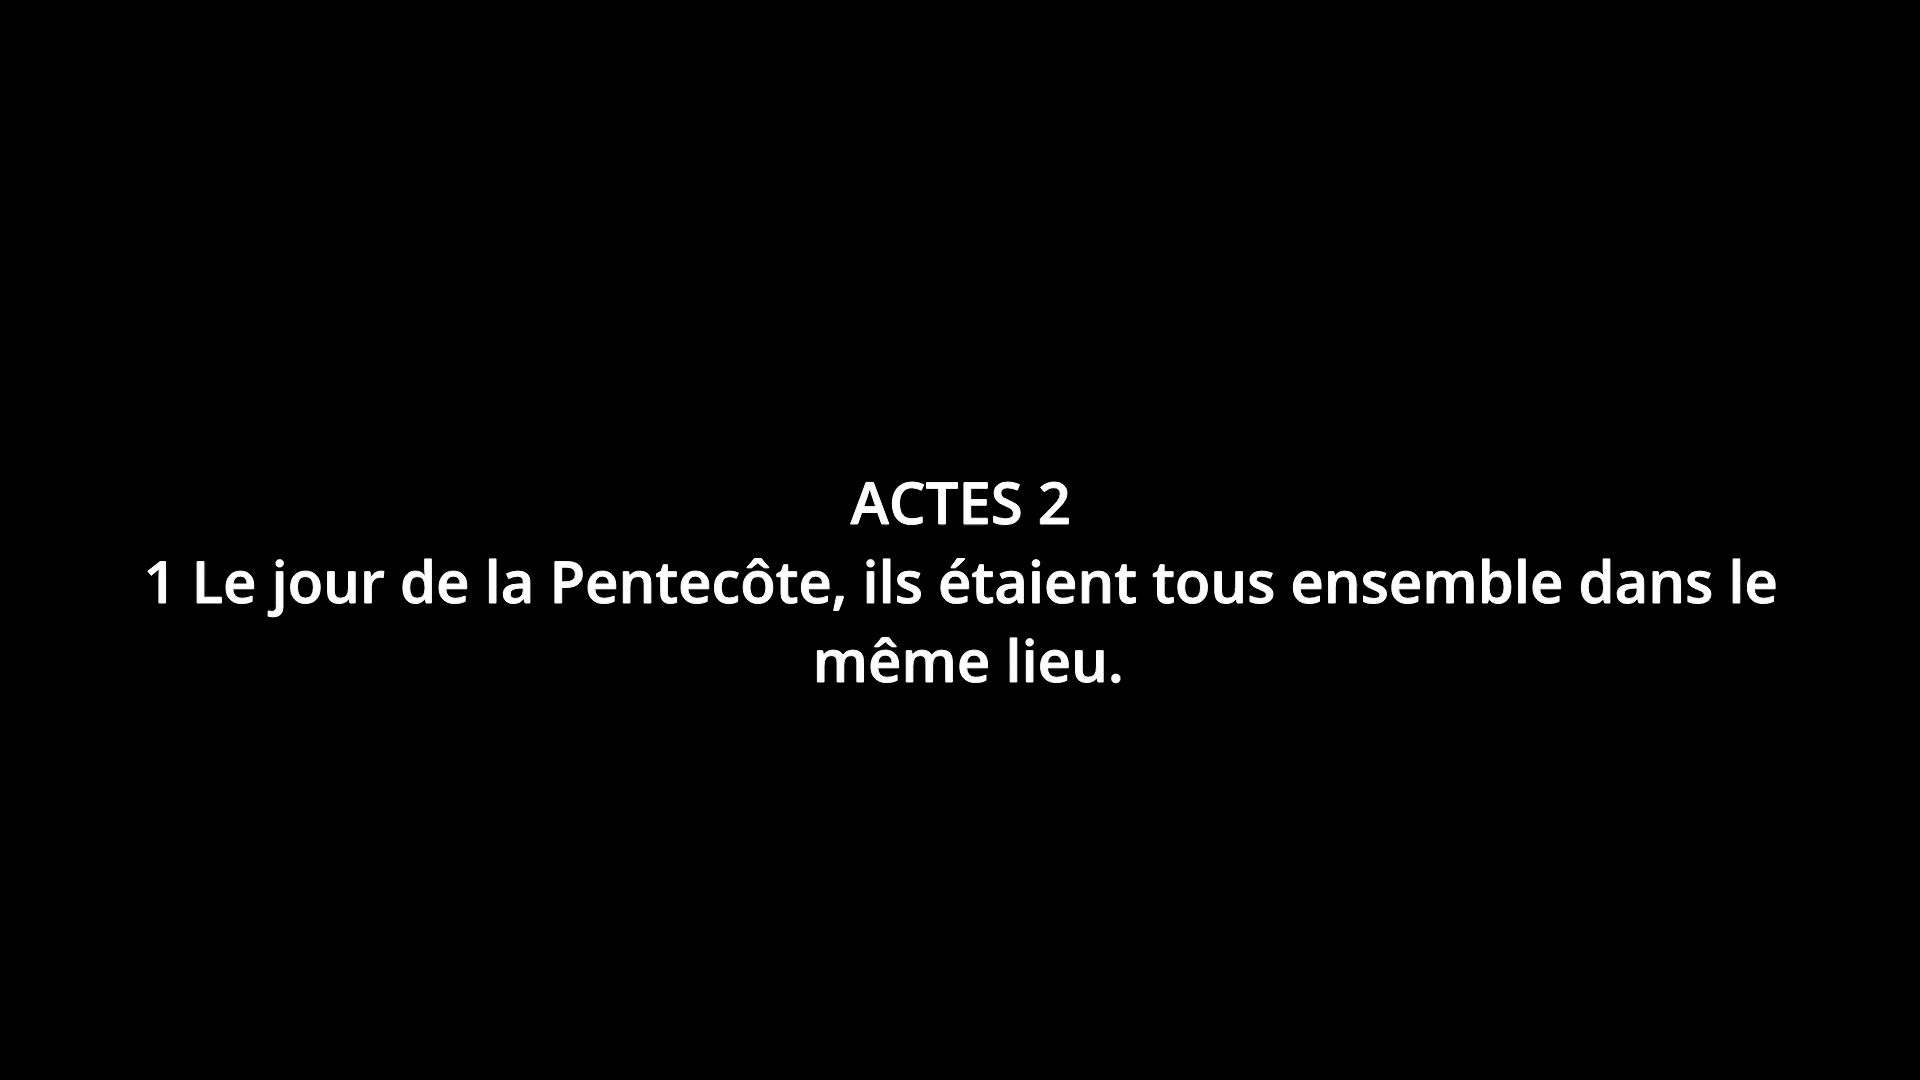 ACTES 2
1 Le jour de la Pentecôte, ils étaient tous ensemble dans le
même lieu.